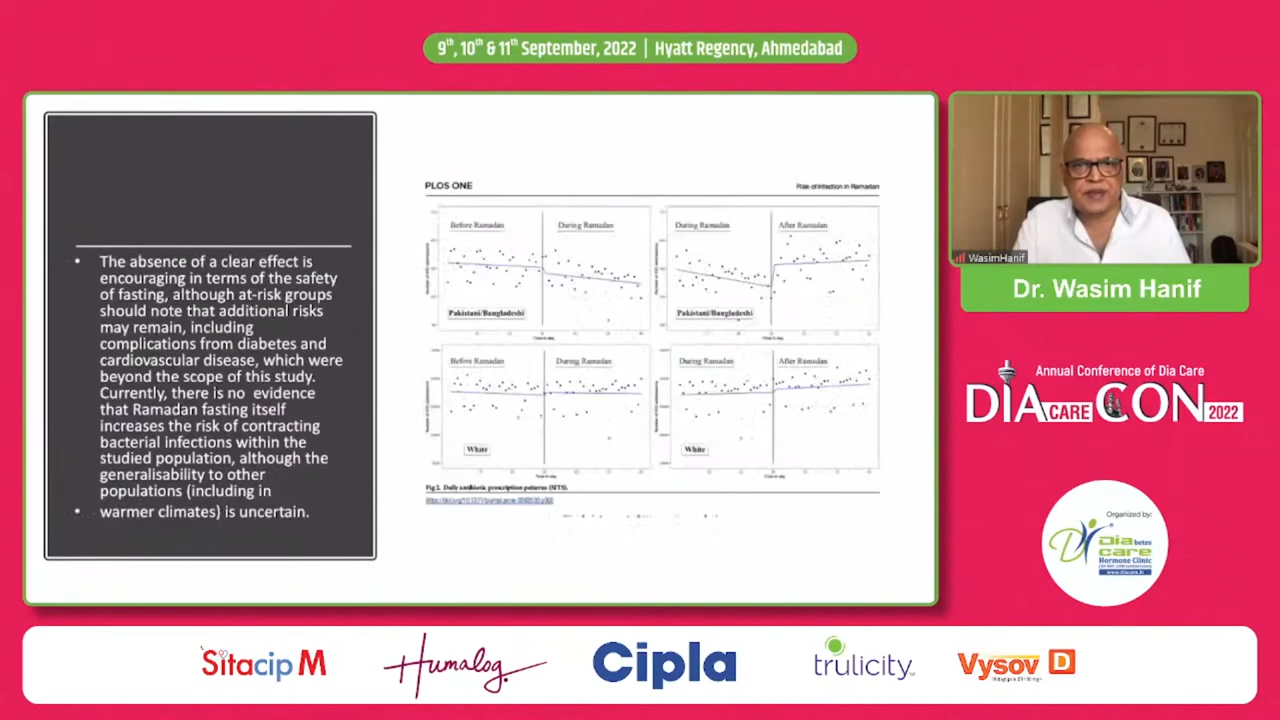 9th, 10th & 11th September, 2022 | Hyatt Regency, Ahmedabad
• The absence of a clear effect is
encouraging in terms of the safety
of fasting, although at-risk groups
should note that additional risks
may remain, including
complications from diabetes and
cardiovascular disease, which were
beyond the scope of this study.
Currently, there is no evidence
that Ramadan fasting itself
increases the risk of contracting
bacterial infections within the
studied population, although the
generalisability to other
populations (including in
• warmer climates) is uncertain.
PLOS ONE
Risk of infection in Ramadan
Before Ramadan
During Ramadan
Pakistani/Bangladeshi
During Ramadan
After Ramadan
Pakistani/Bangladeshi
Before Ramadan
During Ramadan
White
During Ramadan
After Ramadan
White
Fig 2. Daily antibiotic prescription patterns (SITS).
WasimHanif
Dr. Wasim Hanif
Annual Conference of Dia Care
DIA CARE CON 2022
Organized by:
Diabetes
care
Hormone Clinic
www.diacare.in
Sitacip M
Humalog
Cipla
trulicity
Vysov D